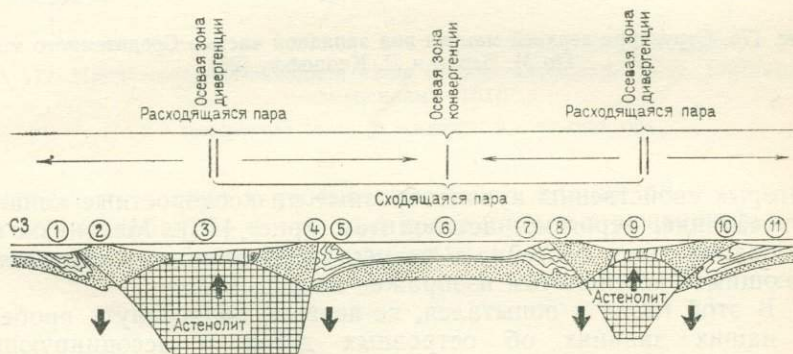 Осевая зона
дивергенции
Осевая зона
конвергенции
Осевая зона
дивергенции
Расходящаяся пара
Расходящаяся пара
Сходящаяся пара
СЗ
1 2 3 4 5 6 7 8 9 10 11
Астенолит
Астенолит